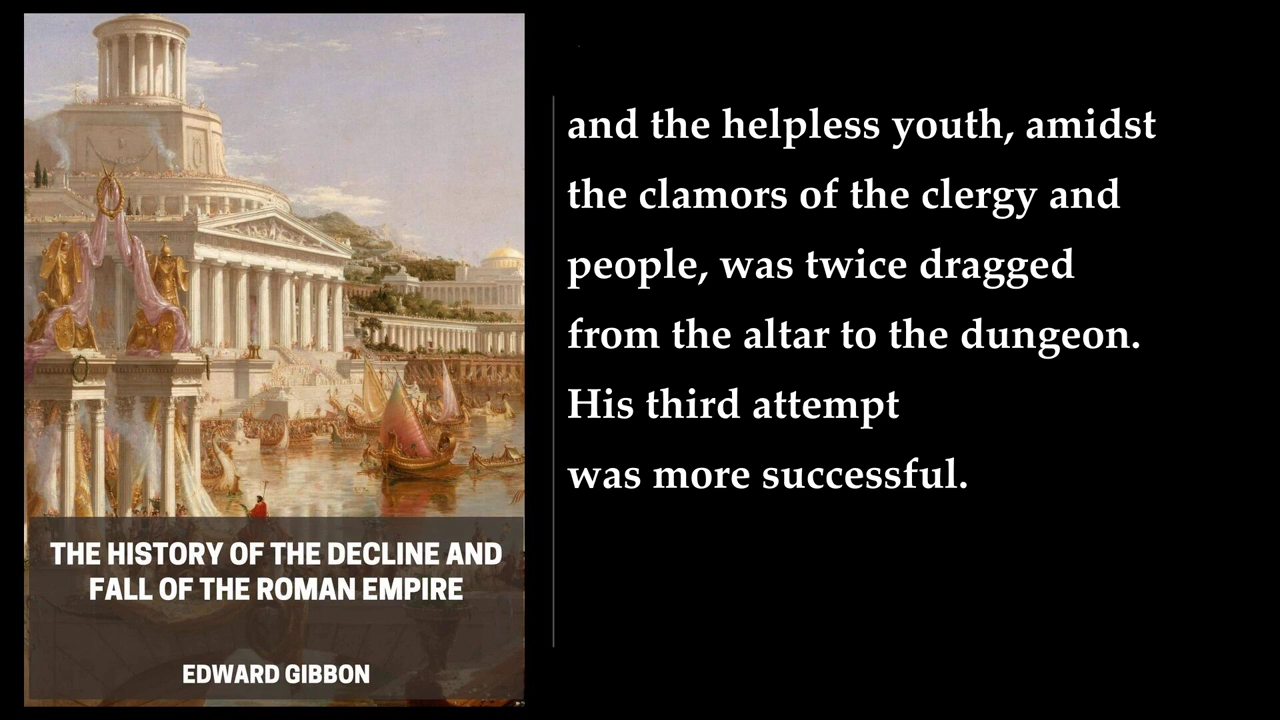 and the helpless youth, amidst
the clamors of the clergy and
people, was twice dragged
from the altar to the dungeon.
His third attempt
was more successful.
THE HISTORY OF THE DECLINE AND
FALL OF THE ROMAN EMPIRE
EDWARD GIBBON